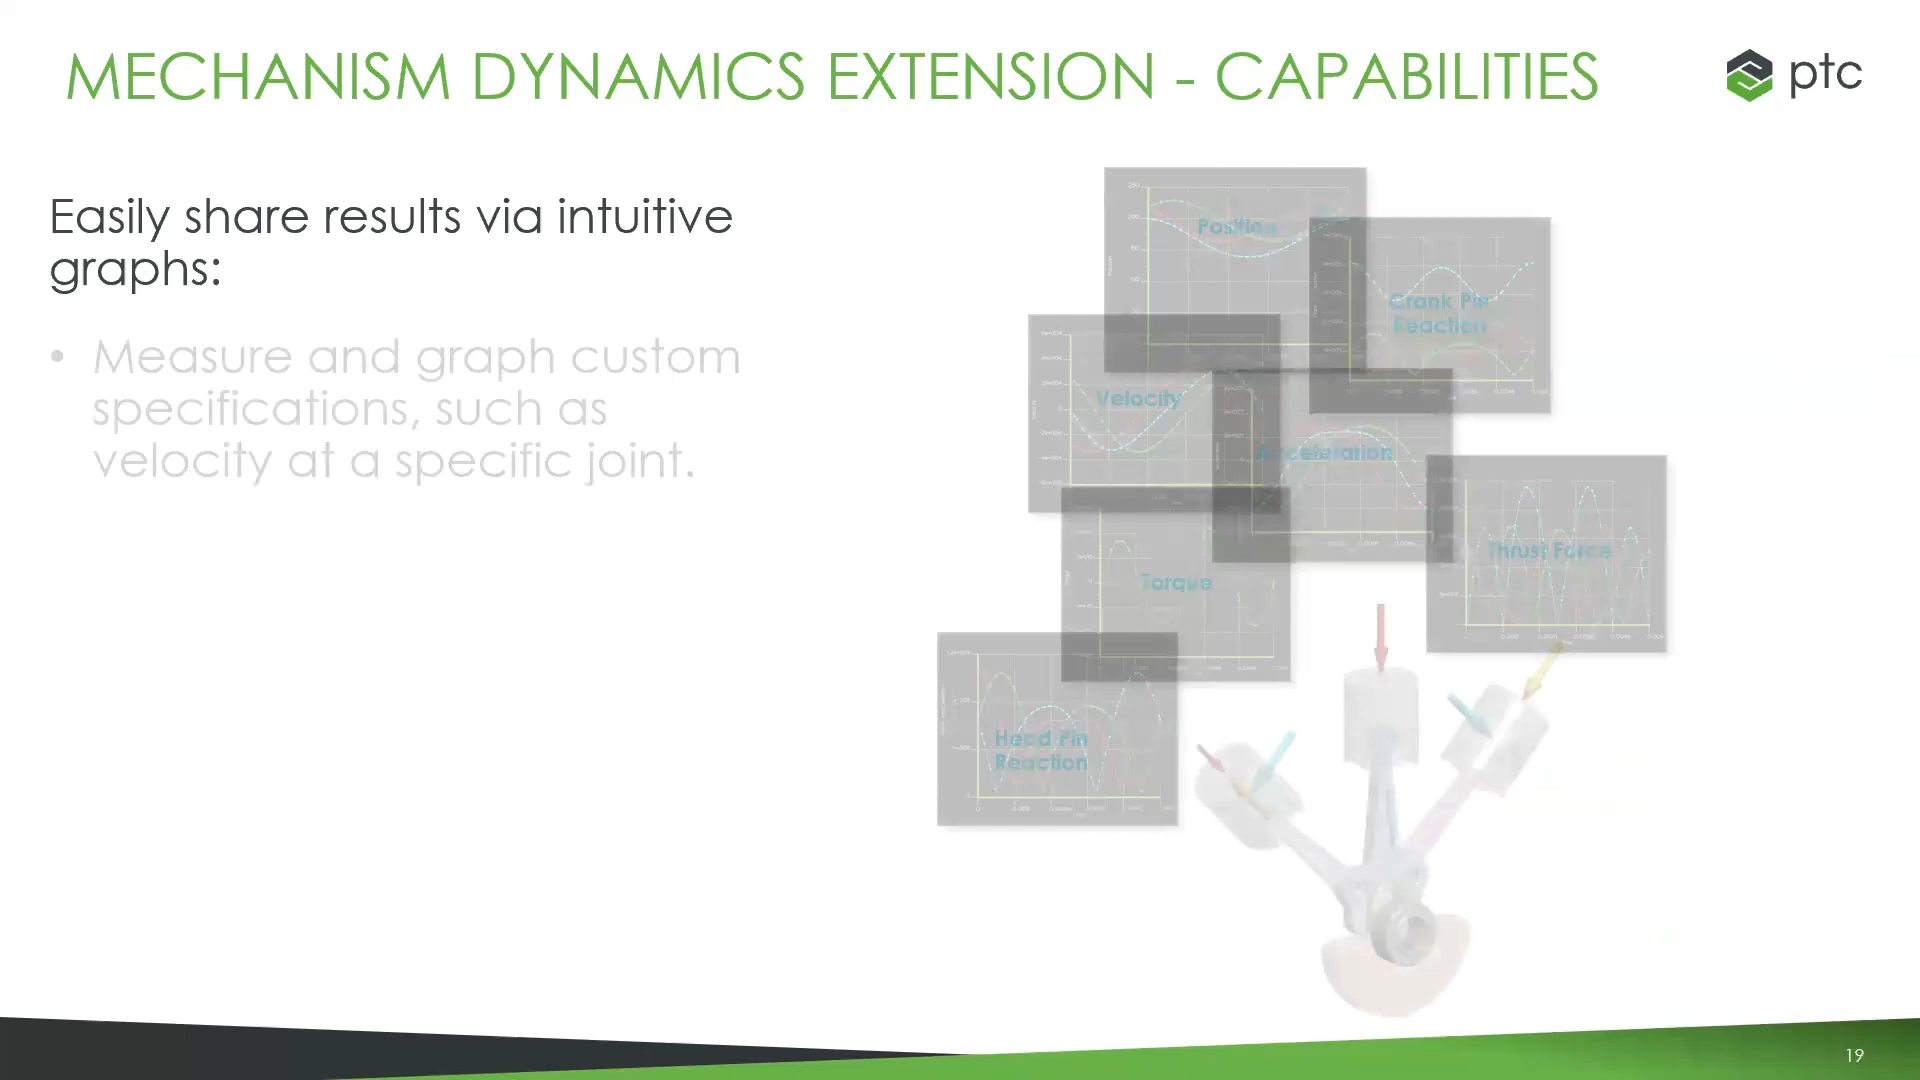 MECHANISM DYNAMICS EXTENSION - CAPABILITIES
ptc
Easily share results via intuitive
graphs:
• Measure and graph custom
specifications, such as
velocity at a specific joint.
Position
Crank Pin
Reaction
Velocity
Acceleration
Thrust Force
Torque
Head Pin
Reaction
19